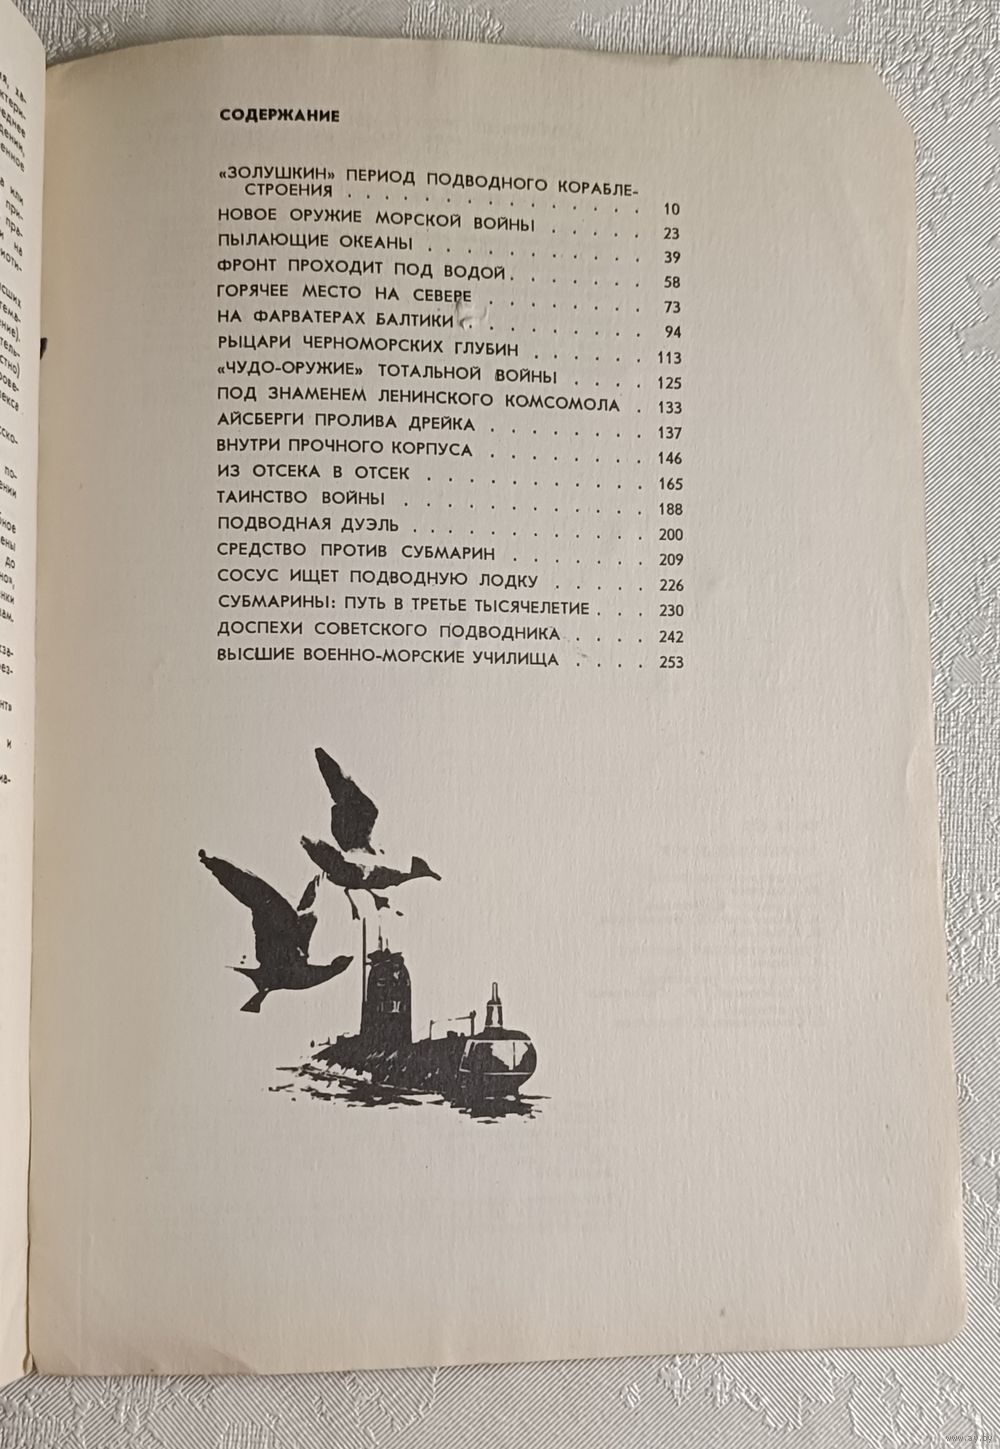 СОДЕРЖАНИЕ
«ЗОЛУШКИН» ПЕРИОД ПОДВОДНОГО КОРАБЛЕ-
СТРОЕНИЯ . . . . . . . . . . . . . . . 10
НОВОЕ ОРУЖИЕ МОРСКОЙ ВОЙНЫ . . . . . 23
ПЫЛАЮЩИЕ ОКЕАНЫ . . . . . . . . . . . 39
ФРОНТ ПРОХОДИТ ПОД ВОДОЙ . . . . . . . 58
ГОРЯЧЕЕ МЕСТО НА СЕВЕРЕ . . . . . . . . 73
НА ФАРВАТЕРАХ БАЛТИКИ . . . . . . . . . 94
РЫЦАРИ ЧЕРНОМОРСКИХ ГЛУБИН . . . . . . 113
«ЧУДО-ОРУЖИЕ» ТОТАЛЬНОЙ ВОЙНЫ . . . . 125
ПОД ЗНАМЕНЕМ ЛЕНИНСКОГО КОМСОМОЛА . 133
АЙСБЕРГИ ПРОЛИВА ДРЕЙКА . . . . . . . . 137
ВНУТРИ ПРОЧНОГО КОРПУСА . . . . . . . . 146
ИЗ ОТСЕКА В ОТСЕК . . . . . . . . . . . 165
ТАИНСТВО ВОЙНЫ . . . . . . . . . . . . 188
ПОДВОДНАЯ ДУЭЛЬ . . . . . . . . . . . . 200
СРЕДСТВО ПРОТИВ СУБМАРИН . . . . . . . 209
СОСУС ИЩЕТ ПОДВОДНУЮ ЛОДКУ . . . . . 226
СУБМАРИНЫ: ПУТЬ В ТРЕТЬЕ ТЫСЯЧЕЛЕТИЕ . . . 230
ДОСПЕХИ СОВЕТСКОГО ПОДВОДНИКА . . . . 242
ВЫСШИЕ ВОЕННО-МОРСКИЕ УЧИЛИЩА . . . . 253
www.ay.by